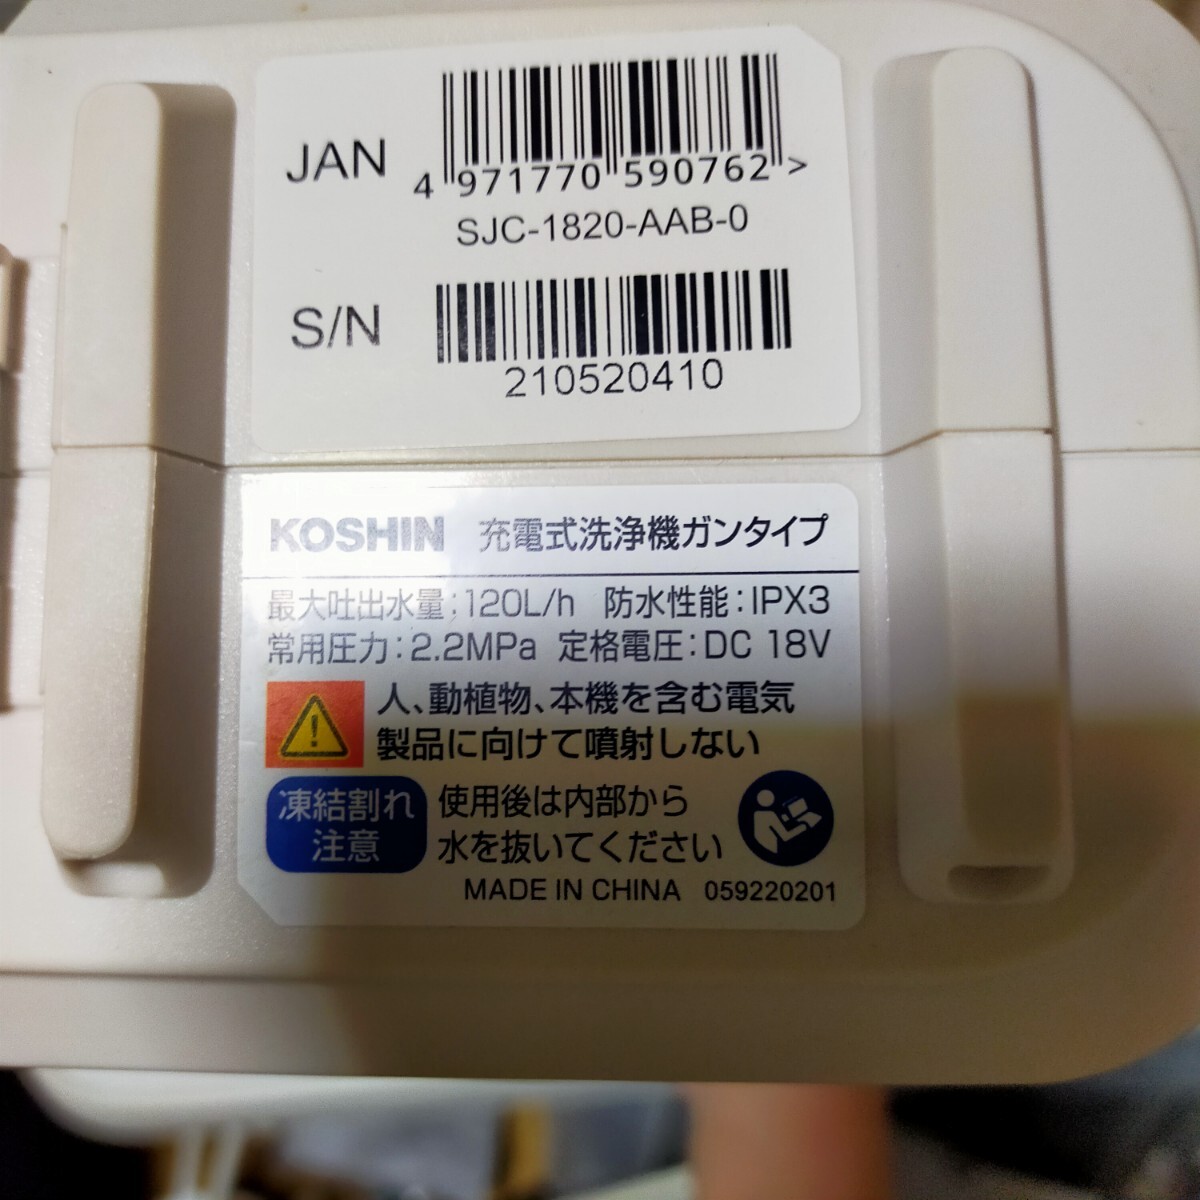 JAN
4 971770 590762 >
SJC-1820-AAB-0
S/N
210520410
KOSHIN 充電式洗浄機ガンタイプ
最大吐出水量:120L/h 防水性能:IPX3
常用圧力:2.2MPa 定格電圧:DC 18V
人、動植物、本機を含む電気
製品に向けて噴射しない
凍結割れ
注意
使用後は内部から
水を抜いてください
MADE IN CHINA 059220201